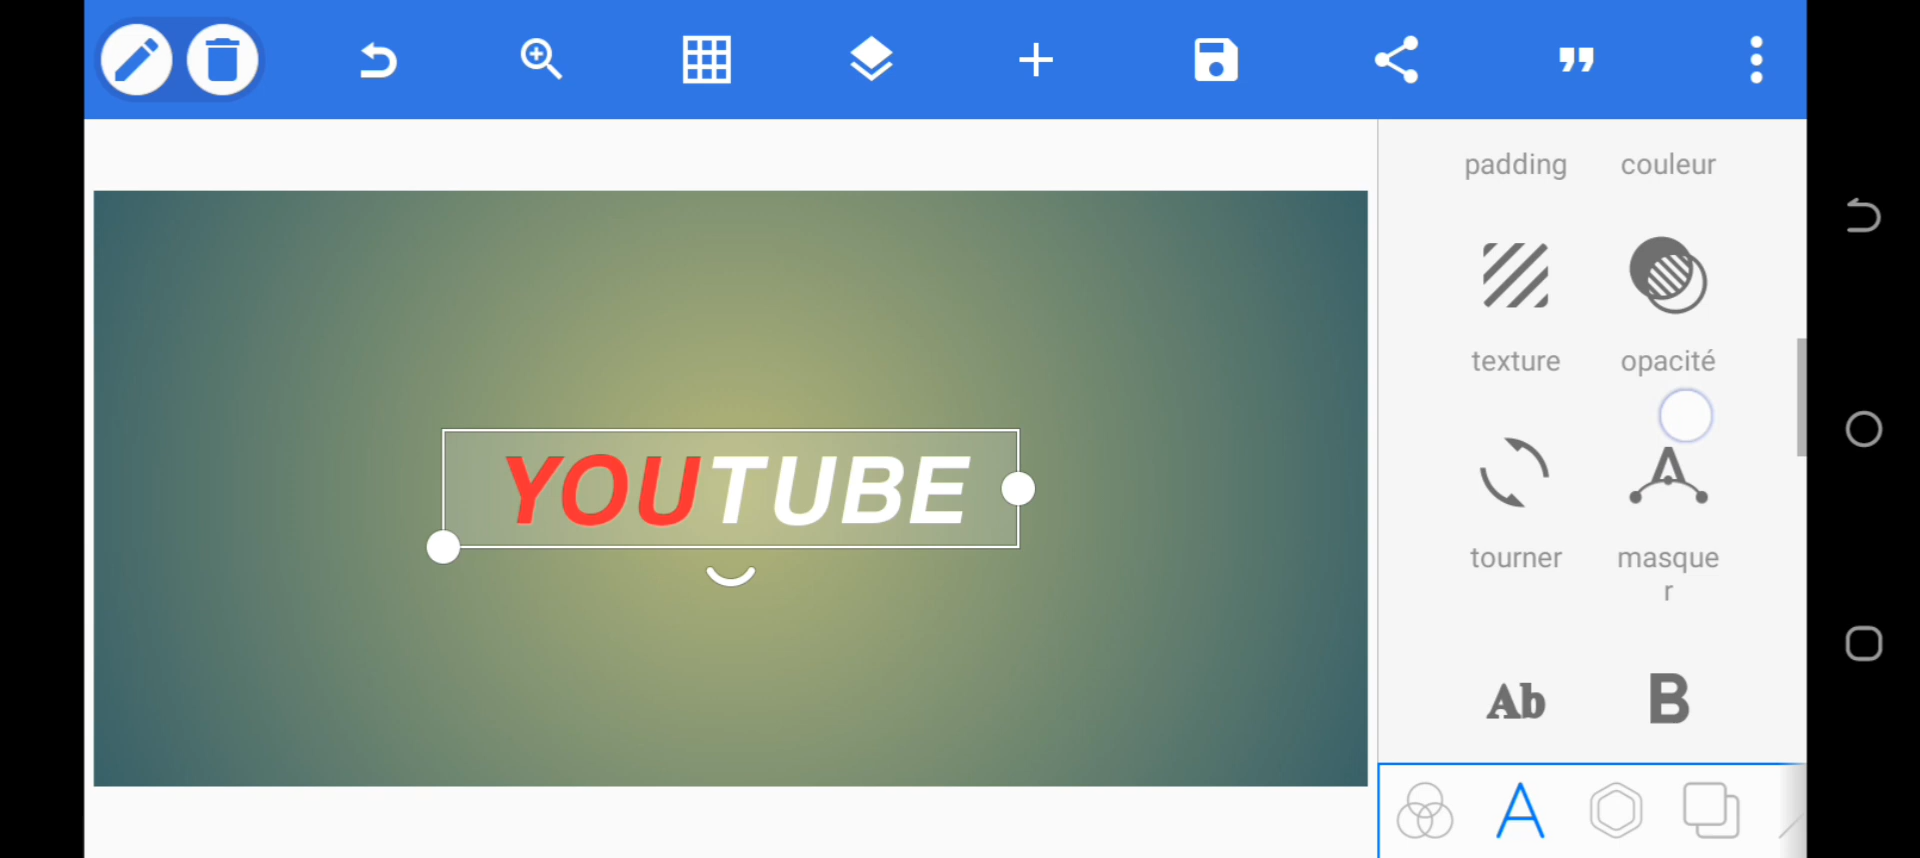 padding couleur
texture opacité
YOUTUBE
tourner masque
r
Ab B
A